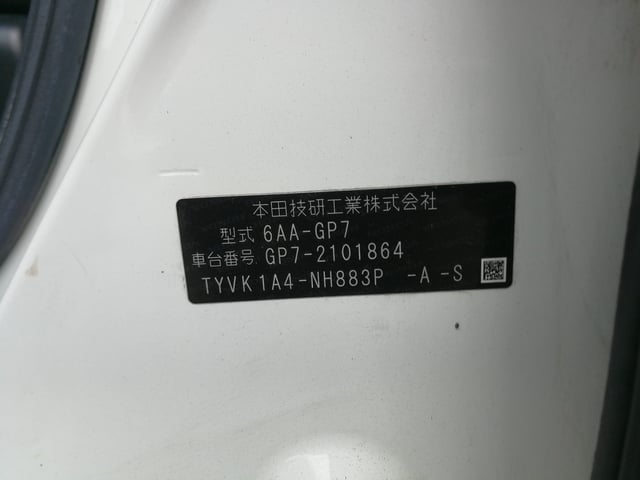 本田技研工業株式会社
型式 6AA-GP7
車台番号 GP7-2101864
TYVK1A4-NH883P -A-S